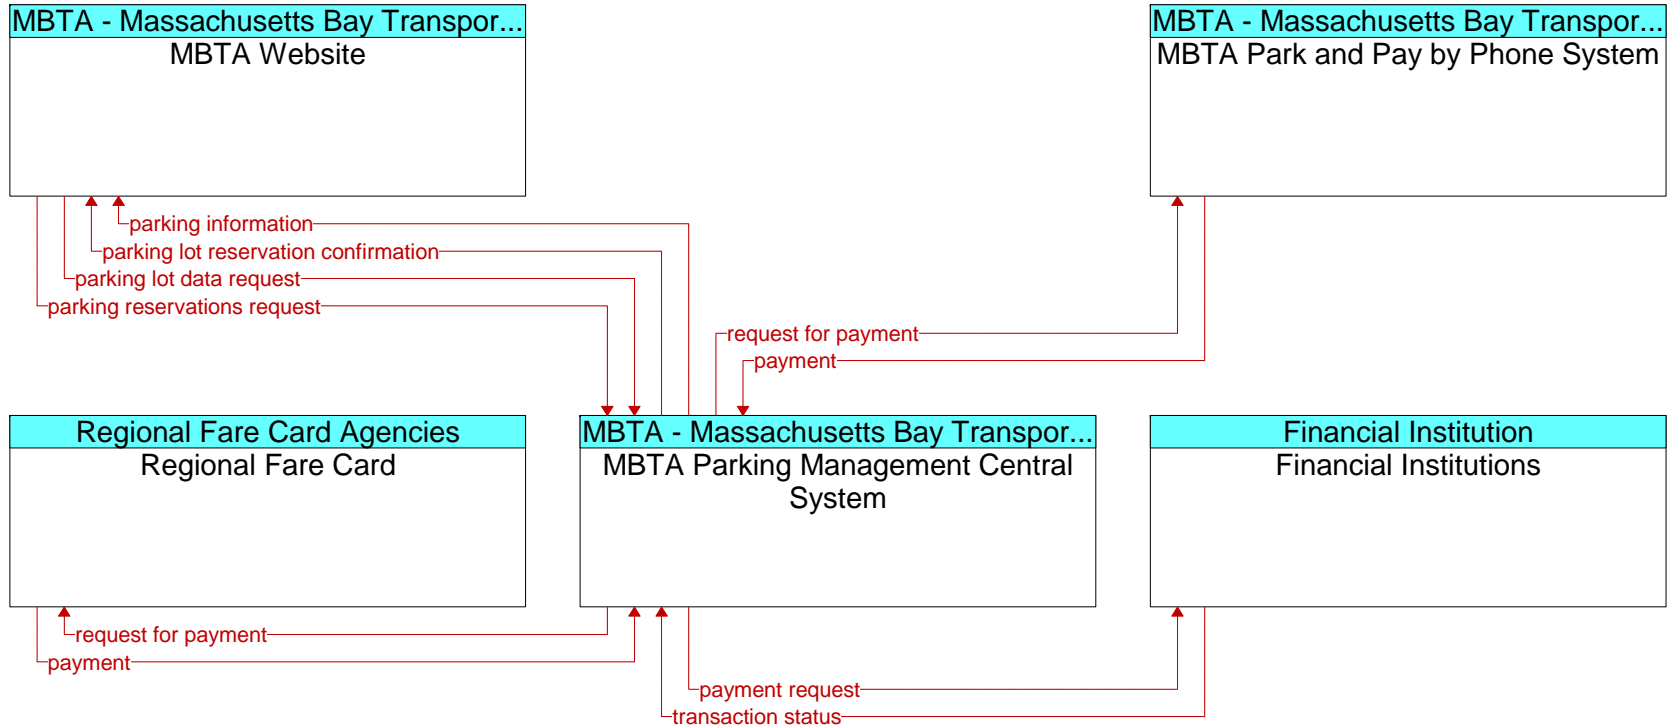 MBTA - Massachusetts Bay Transpor...
MBTA Website
MBTA - Massachusetts Bay Transpor...
MBTA Park and Pay by Phone System
parking information
parking lot reservation confirmation
parking lot data request
parking reservations request
request for payment
payment
Regional Fare Card Agencies
Regional Fare Card
MBTA - Massachusetts Bay Transpor...
MBTA Parking Management Central
System
Financial Institution
Financial Institutions
request for payment
payment
payment request
transaction status